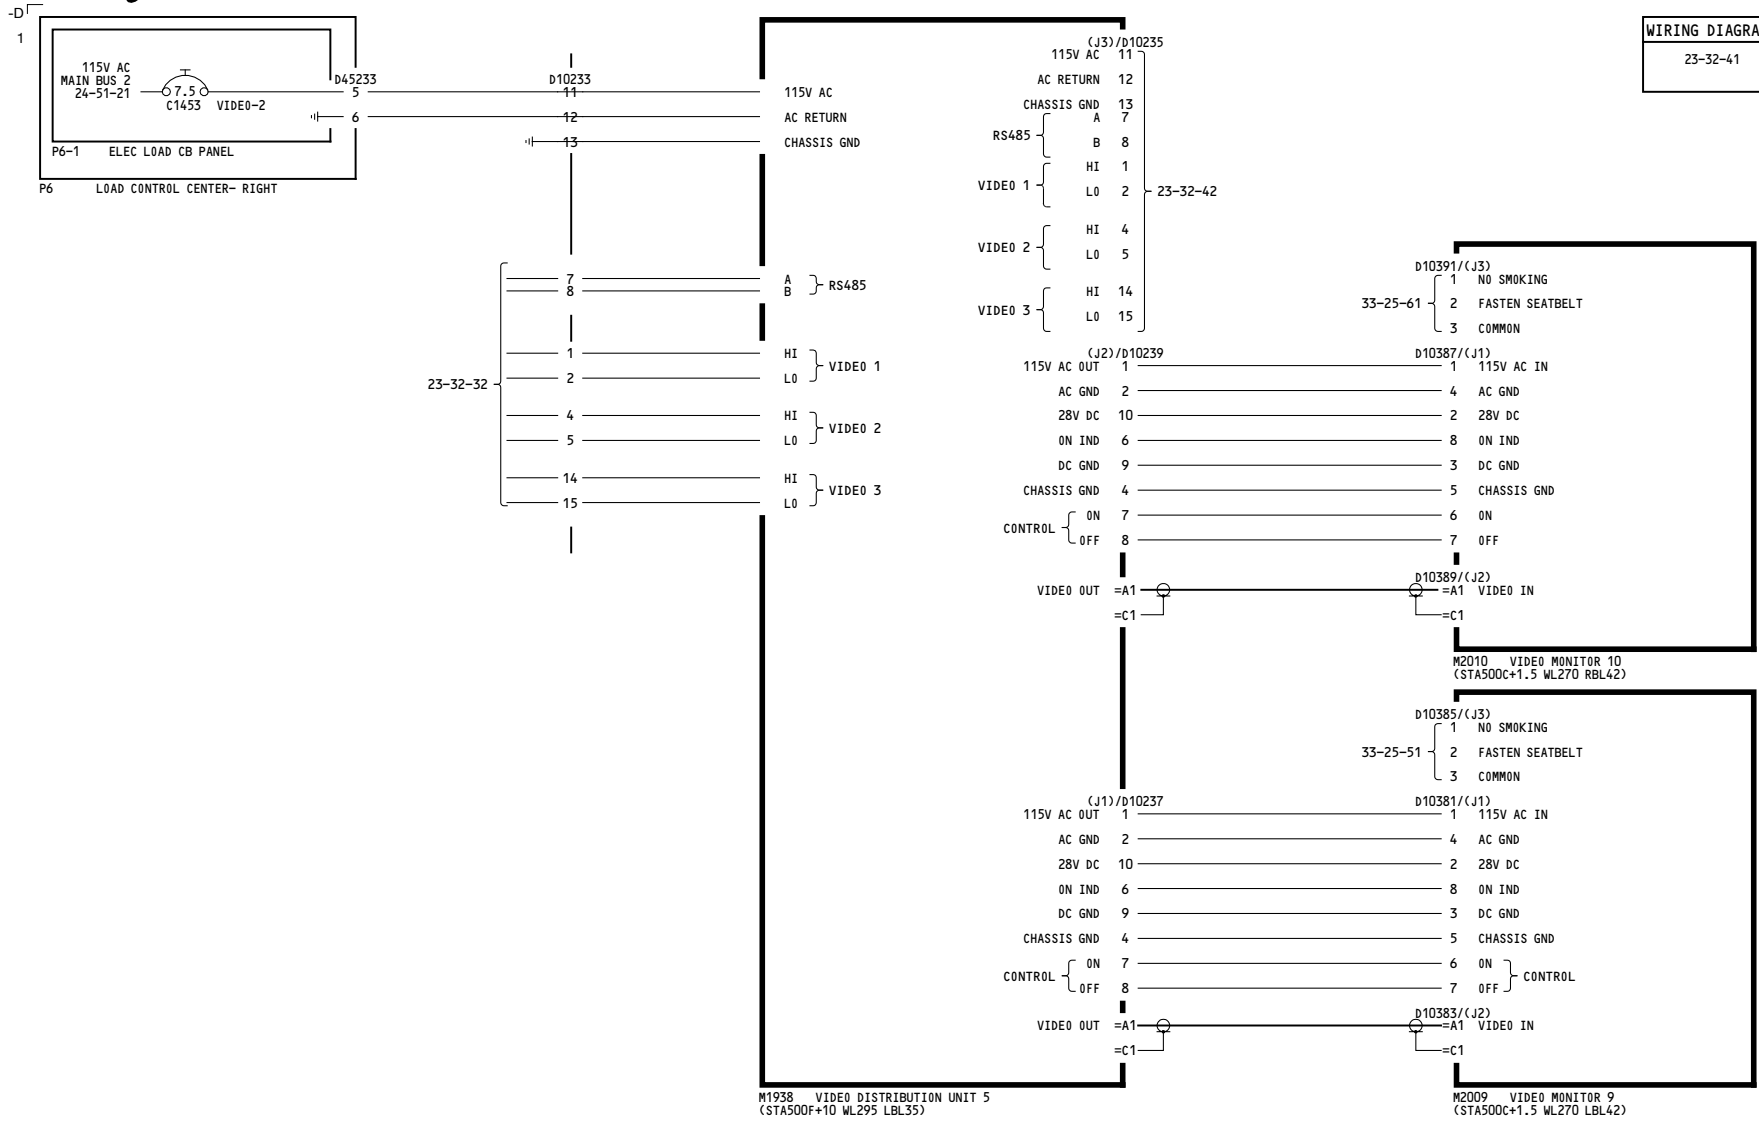 -D
1
WIRING DIAGRA
23-32-41
115V AC
MAIN BUS 2
24-51-21
7.5
C1453 VIDEO-2
D45233
5
6
P6-1 ELEC LOAD CB PANEL
P6 LOAD CONTROL CENTER- RIGHT
D10233
11
12
13
115V AC
AC RETURN
CHASSIS GND
23-32-32
7 A
8 B
RS485
1 HI
2 LO
VIDEO 1
4 HI
5 LO
VIDEO 2
14 HI
15 LO
VIDEO 3
(J3)/D10235
115V AC 11
AC RETURN 12
CHASSIS GND 13
RS485
A 7
B 8
VIDEO 1
HI 1
LO 2
VIDEO 2
HI 4
LO 5
VIDEO 3
HI 14
LO 15
23-32-42
(J2)/D10239
115V AC OUT 1
AC GND 2
28V DC 10
ON IND 6
DC GND 9
CHASSIS GND 4
CONTROL
ON 7
OFF 8
VIDEO OUT =A1
=C1
D10391/(J3)
33-25-61
1 NO SMOKING
2 FASTEN SEATBELT
3 COMMON
D10387/(J1)
1 115V AC IN
4 AC GND
2 28V DC
8 ON IND
3 DC GND
5 CHASSIS GND
6 ON
7 OFF
D10389/(J2)
=A1 VIDEO IN
=C1
M2010 VIDEO MONITOR 10
(STA500C+1.5 WL270 RBL42)
(J1)/D10237
115V AC OUT 1
AC GND 2
28V DC 10
ON IND 6
DC GND 9
CHASSIS GND 4
CONTROL
ON 7
OFF 8
VIDEO OUT =A1
=C1
D10385/(J3)
33-25-51
1 NO SMOKING
2 FASTEN SEATBELT
3 COMMON
D10381/(J1)
1 115V AC IN
4 AC GND
2 28V DC
8 ON IND
3 DC GND
5 CHASSIS GND
6 ON
7 OFF
CONTROL
D10383/(J2)
=A1 VIDEO IN
=C1
M1938 VIDEO DISTRIBUTION UNIT 5
(STA500F+10 WL295 LBL35)
M2009 VIDEO MONITOR 9
(STA500C+1.5 WL270 LBL42)